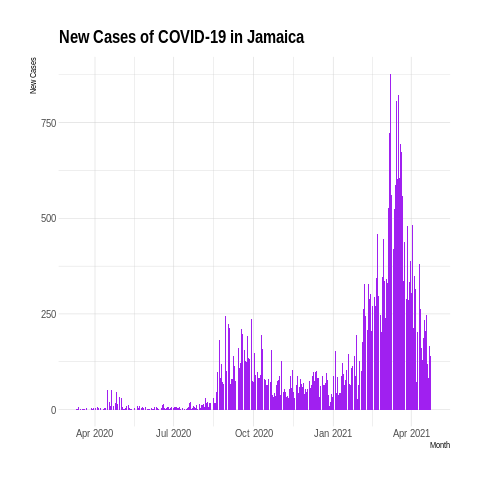 New Cases of COVID-19 in Jamaica
New Cases
750
500
250
0
Apr 2020 Jul 2020 Oct 2020 Jan 2021 Apr 2021
Month